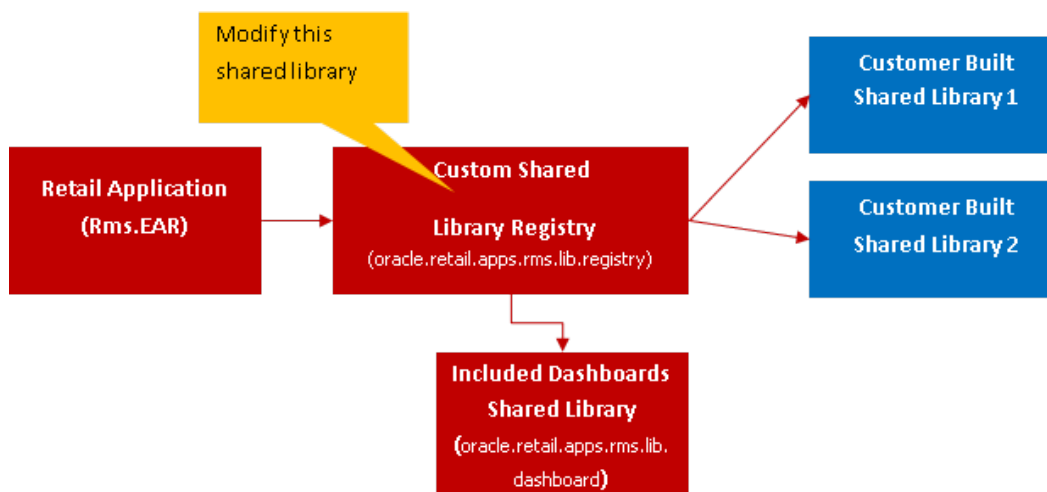 Modify this
shared library
Retail Application
(Rms.EAR)
Custom Shared
Library Registry
(oracle.retail.apps.rms.lib.registry)
Customer Built
Shared Library 1
Customer Built
Shared Library 2
Included Dashboards
Shared Library
(oracle.retail.apps.rms.lib.
dashboard)